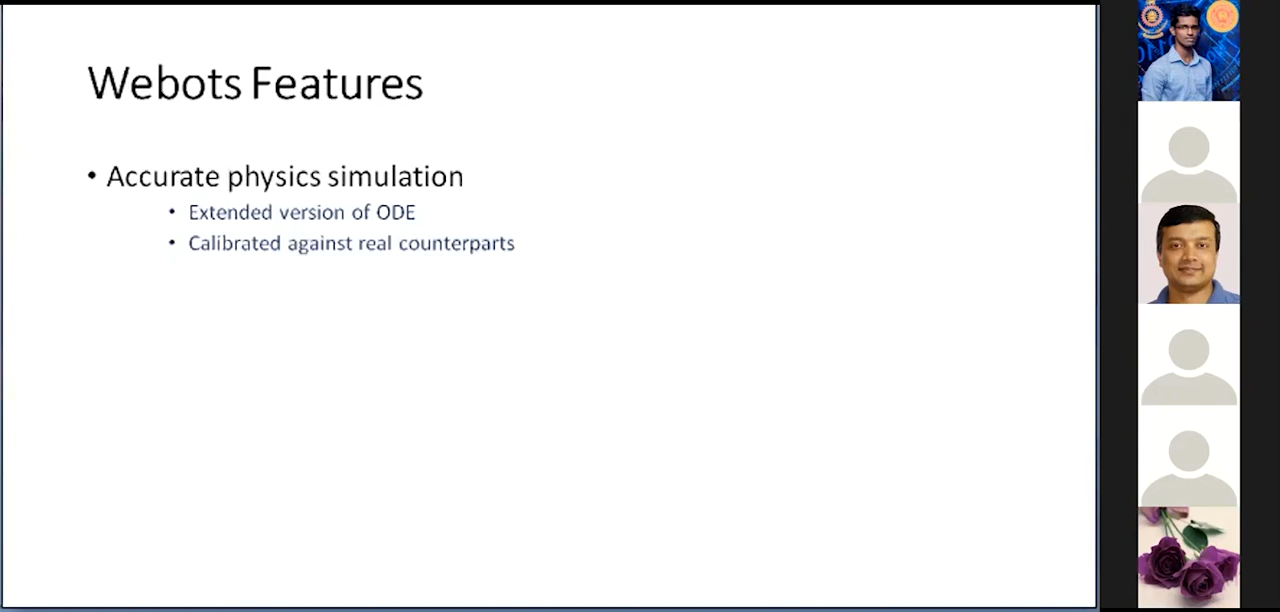 Webots Features
• Accurate physics simulation
• Extended version of ODE
• Calibrated against real counterparts